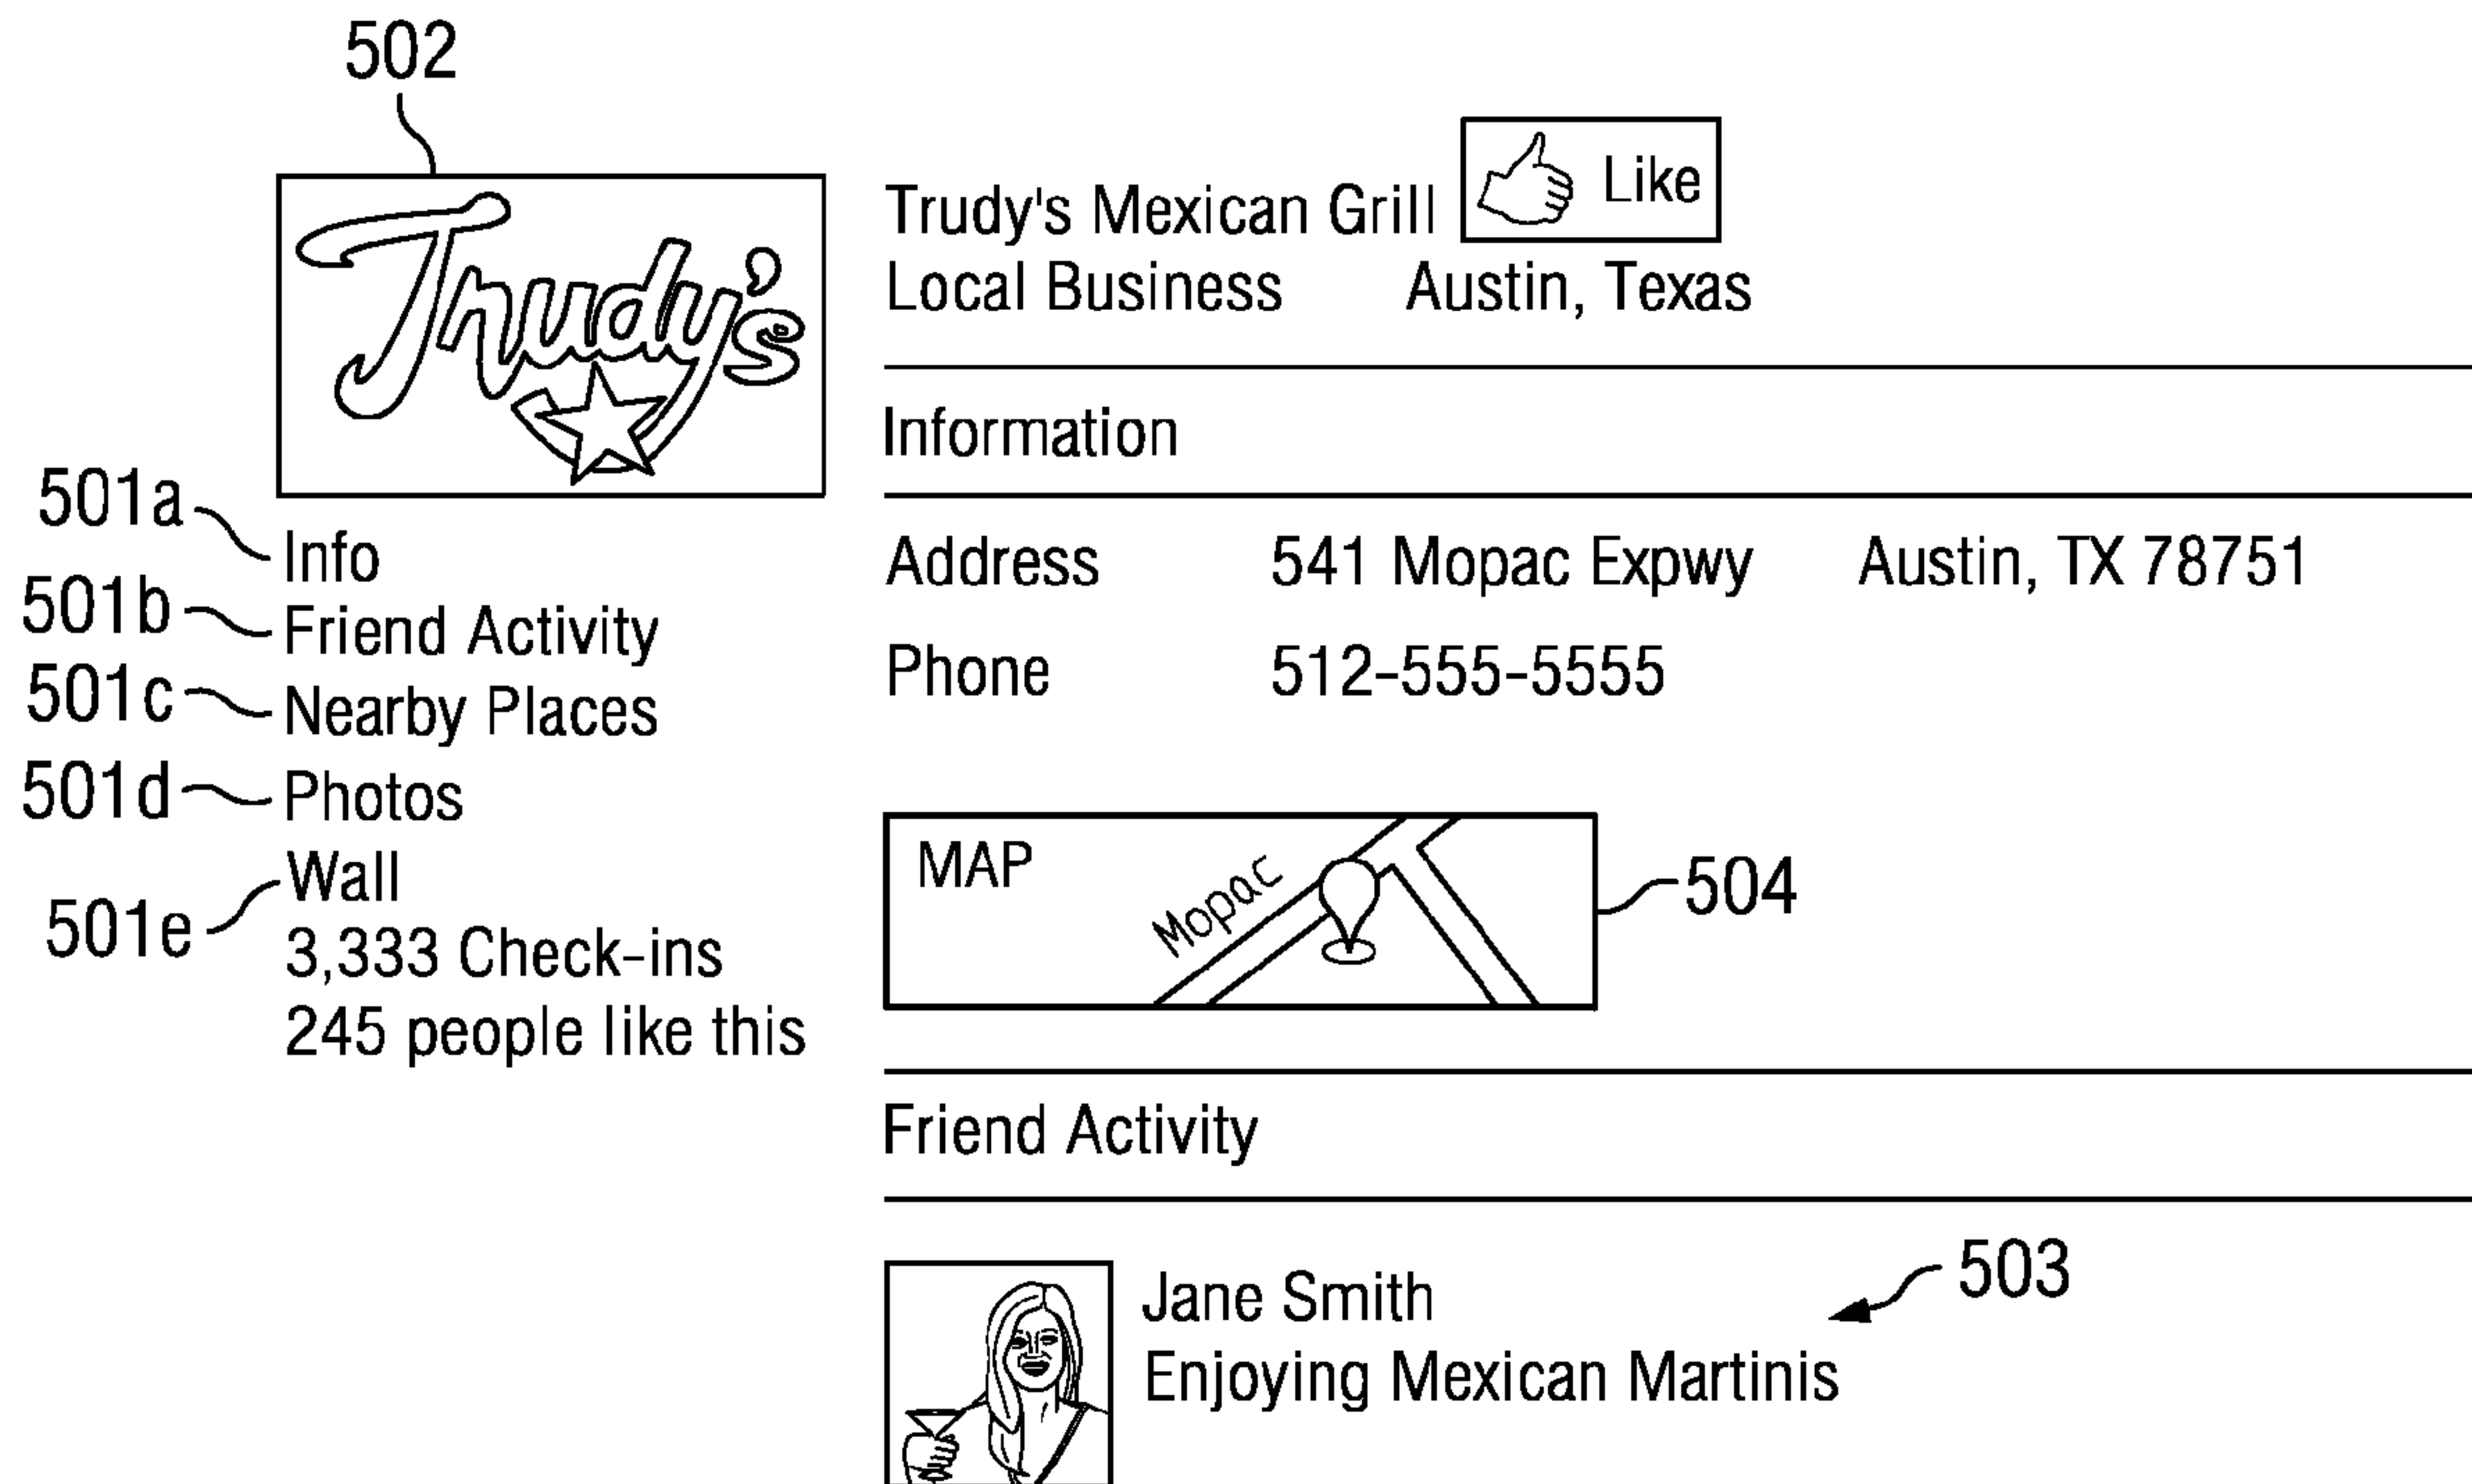 502
Trudy's
Trudy's Mexican Grill
Like
Local Business Austin, Texas
Information
501a
Info
501b
Friend Activity
501c
Nearby Places
501d
Photos
501e
Wall
3,333 Check-ins
245 people like this
Address 541 Mopac Expwy Austin, TX 78751
Phone 512-555-5555
MAP
Mopac
504
Friend Activity
503
Jane Smith
Enjoying Mexican Martinis